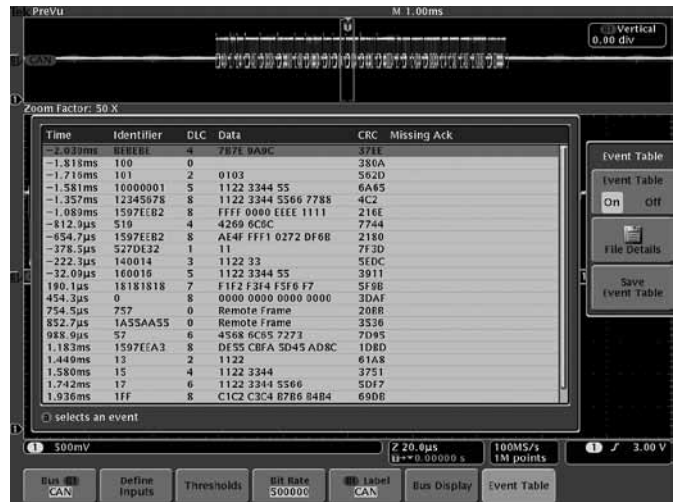 Tek PreVu
M 1.00ms
Vertical
0.00 div
CAN
Zoom Factor: 50 X
Time Identifier DLC Data CRC Missing Ack
-2.039ms BEBEBE 4 7B7E 9A9C 37EE
-1.818ms 100 0 380A
-1.716ms 101 2 0103 562D
-1.581ms 10000001 5 1122 3344 55 6A65
-1.357ms 12345678 8 1122 3344 5566 7788 4C2
-1.089ms 1597EEB2 8 FFFF 0000 EEEE 1111 216E
-812.9µs 519 4 4269 6C6C 7744
-654.7µs 1597EEB2 8 AE4F FFF1 0272 DF6B 2180
-378.5µs 527DE32 1 11 7F3D
-222.3µs 140014 3 1122 33 5EDC
-32.09µs 160016 5 1122 3344 55 3911
190.1µs 18181818 7 F1F2 F3F4 F5F6 F7 5F9B
454.3µs 0 8 0000 0000 0000 0000 3DAF
754.5µs 757 0 Remote Frame 20BB
852.7µs 1A55AA55 0 Remote Frame 3536
988.9µs 57 6 4568 6C65 7273 7D95
1.183ms 1597EEA3 8 DE55 CBFA 5D45 AD8C 1D8D
1.449ms 13 2 1122 61A8
1.580ms 15 4 1122 3344 3751
1.742ms 17 6 1122 3344 5566 5DF7
1.936ms 1FF 8 C1C2 C3C4 B7B6 B4B4 69DB
a selects an event
Event Table
Event Table
On Off
File Details
Save
Event Table
1 500mV
Z 20.0µs
0.00000 s
100MS/s
1M points
1 3.00 V
Bus B1
CAN
Define
Inputs
Thresholds
Bit Rate
500000
B1 Label
CAN
Bus Display
Event Table